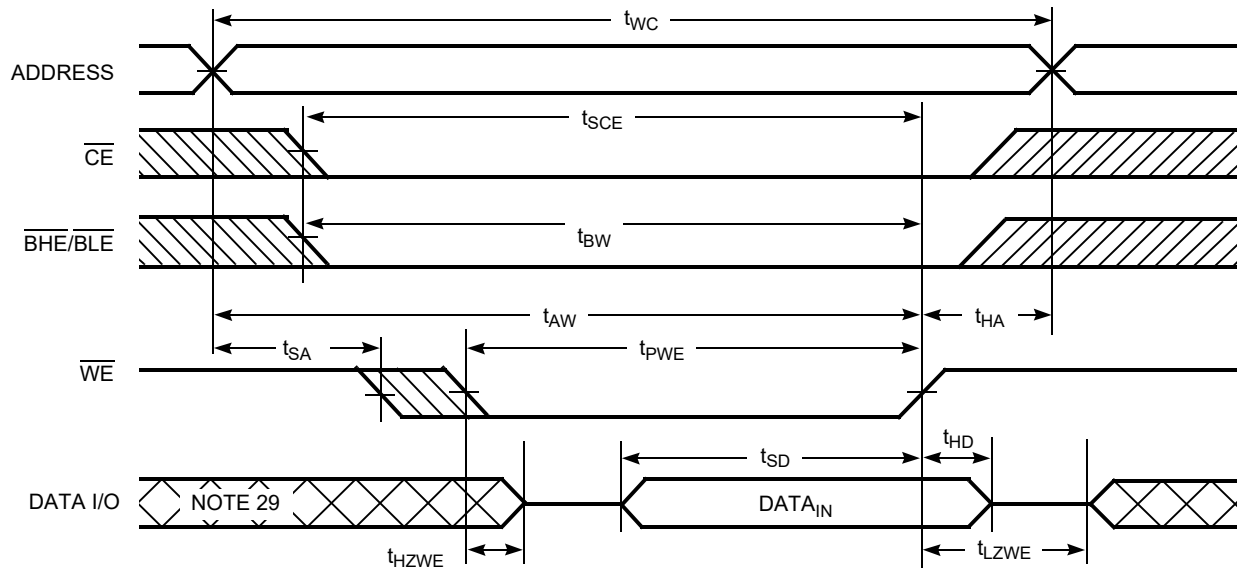 tWC
ADDRESS
tSCE
CE
tBW
BHE/BLE
tAW
tHA
tSA
tPWE
WE
tHD
tSD
DATA I/O
NOTE 29
DATAIN
tHZWE
tLZWE